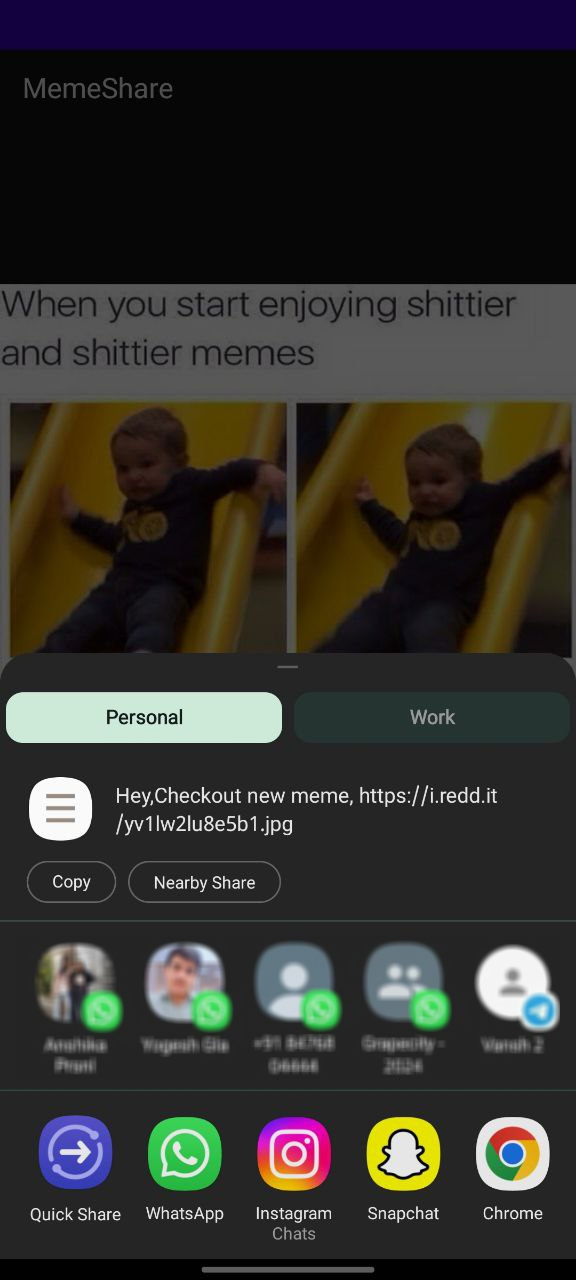 MemeShare
When you start enjoying shittier
and shittier memes
Personal
Work
Hey,Checkout new meme, https://i.redd.it
/yv1lw2lu8e5b1.jpg
Copy
Nearby Share
Quick Share
WhatsApp
Instagram
Snapchat
Chrome
Chats